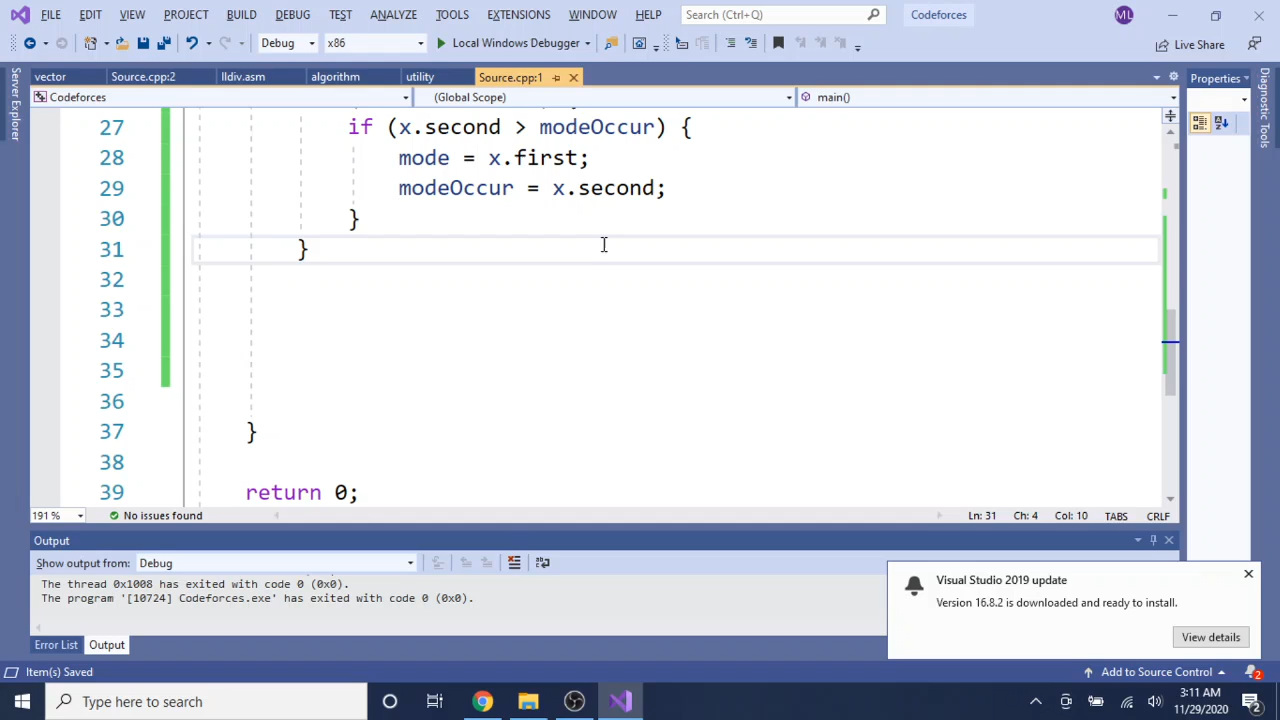 FILE EDIT VIEW PROJECT BUILD DEBUG TEST ANALYZE TOOLS EXTENSIONS WINDOW HELP Search (Ctrl+Q) Codeforces ML
Debug x86 Local Windows Debugger Live Share
vector Source.cpp:2 lldiv.asm algorithm utility Source.cpp:1 Properties
Codeforces (Global Scope) main()
Server Explorer
Diagnostic Tools
27 if (x.second > modeOccur) {
28 mode = x.first;
29 modeOccur = x.second;
30 }
31 }
32
33
34
35
36
37 }
38
39 return 0;
191 % No issues found Ln: 31 Ch: 4 Col: 10 TABS CRLF
Output
Show output from: Debug
The thread 0x1008 has exited with code 0 (0x0).
The program '[10724] Codeforces.exe' has exited with code 0 (0x0).
Visual Studio 2019 update
Version 16.8.2 is downloaded and ready to install.
View details
Error List Output
Item(s) Saved Add to Source Control 2
Type here to search 3:11 AM
11/29/2020 2